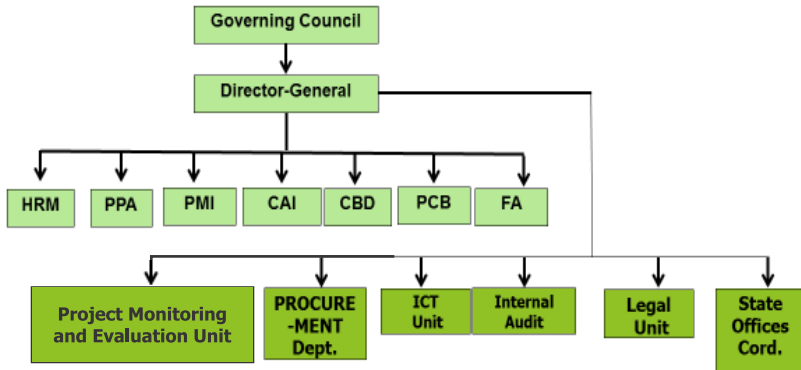 Governing Council
Director-General
HRM
PPA
PMI
CAI
CBD
PCB
FA
Project Monitoring
and Evaluation Unit
PROCURE
-MENT
Dept.
ICT
Unit
Internal
Audit
Legal
Unit
State
Offices
Cord.